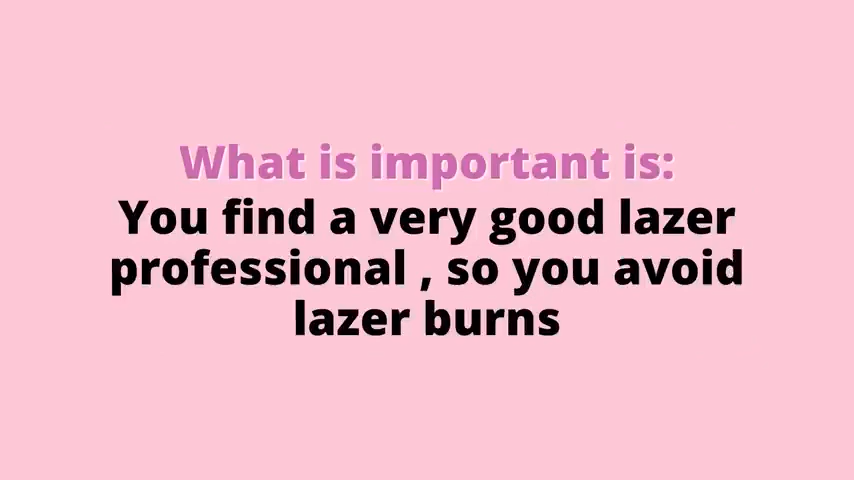 What is important is:
You find a very good lazer
professional , so you avoid
lazer burns